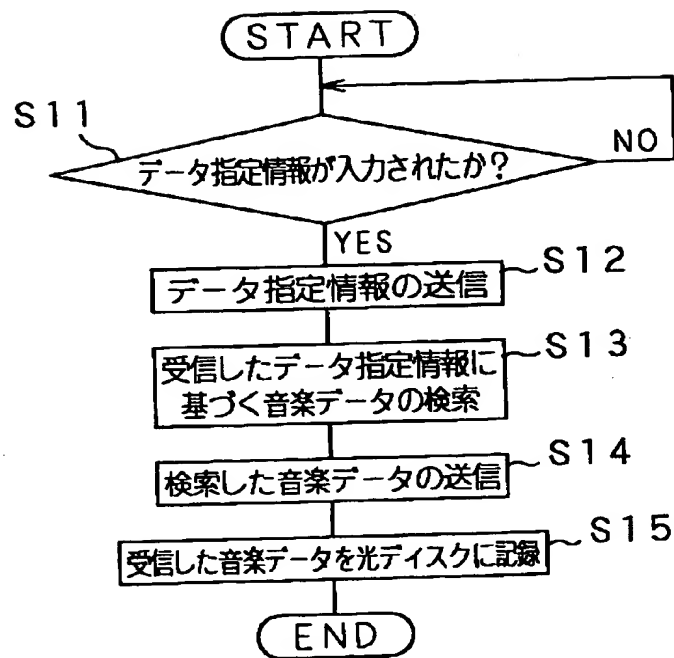 START
S11
データ指定情報が入力されたか?
NO
YES
データ指定情報の送信
S12
受信したデータ指定情報に
基づく音楽データの検索
S13
検索した音楽データの送信
S14
受信した音楽データを光ディスクに記録
S15
END